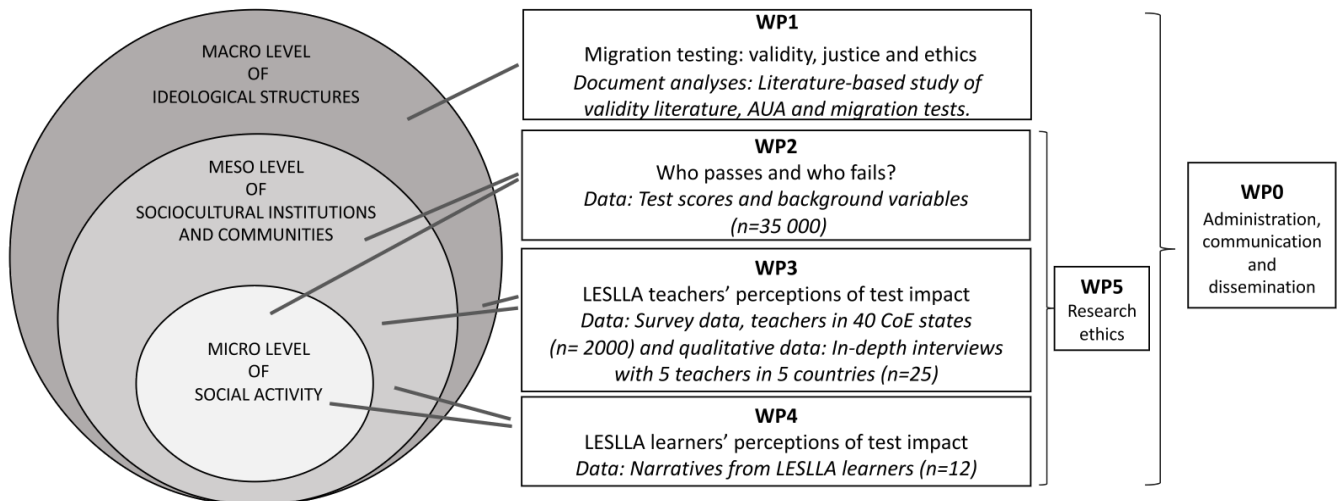 MACRO LEVEL
OF
IDEOLOGICAL STRUCTURES
MESO LEVEL
OF
SOCIOCULTURAL INSTITUTIONS
AND COMMUNITIES
MICRO LEVEL
OF
SOCIAL ACTIVITY
WP1
Migration testing: validity, justice and ethics
Document analyses: Literature-based study of
validity literature, AUA and migration tests.
WP2
Who passes and who fails?
Data: Test scores and background variables
(n=35 000)
WP3
LESLLA teachers’ perceptions of test impact
Data: Survey data, teachers in 40 CoE states
(n= 2000) and qualitative data: In-depth interviews
with 5 teachers in 5 countries (n=25)
WP4
LESLLA learners’ perceptions of test impact
Data: Narratives from LESLLA learners (n=12)
WP5
Research
ethics
WP0
Administration,
communication
and
dissemination